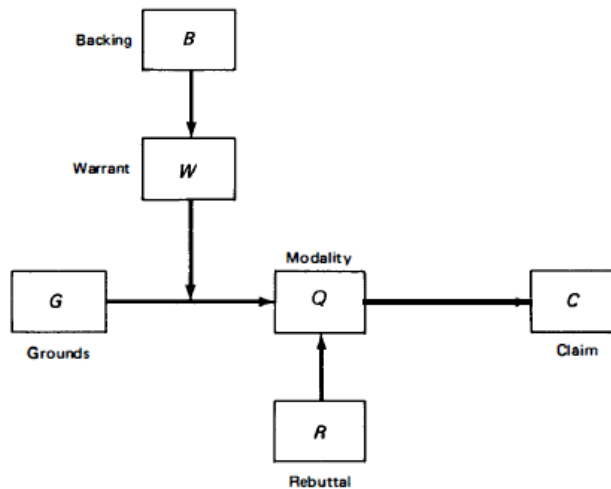 Backing
B
Warrant
W
Modality
G
Q
C
Grounds
Claim
R
Rebuttal